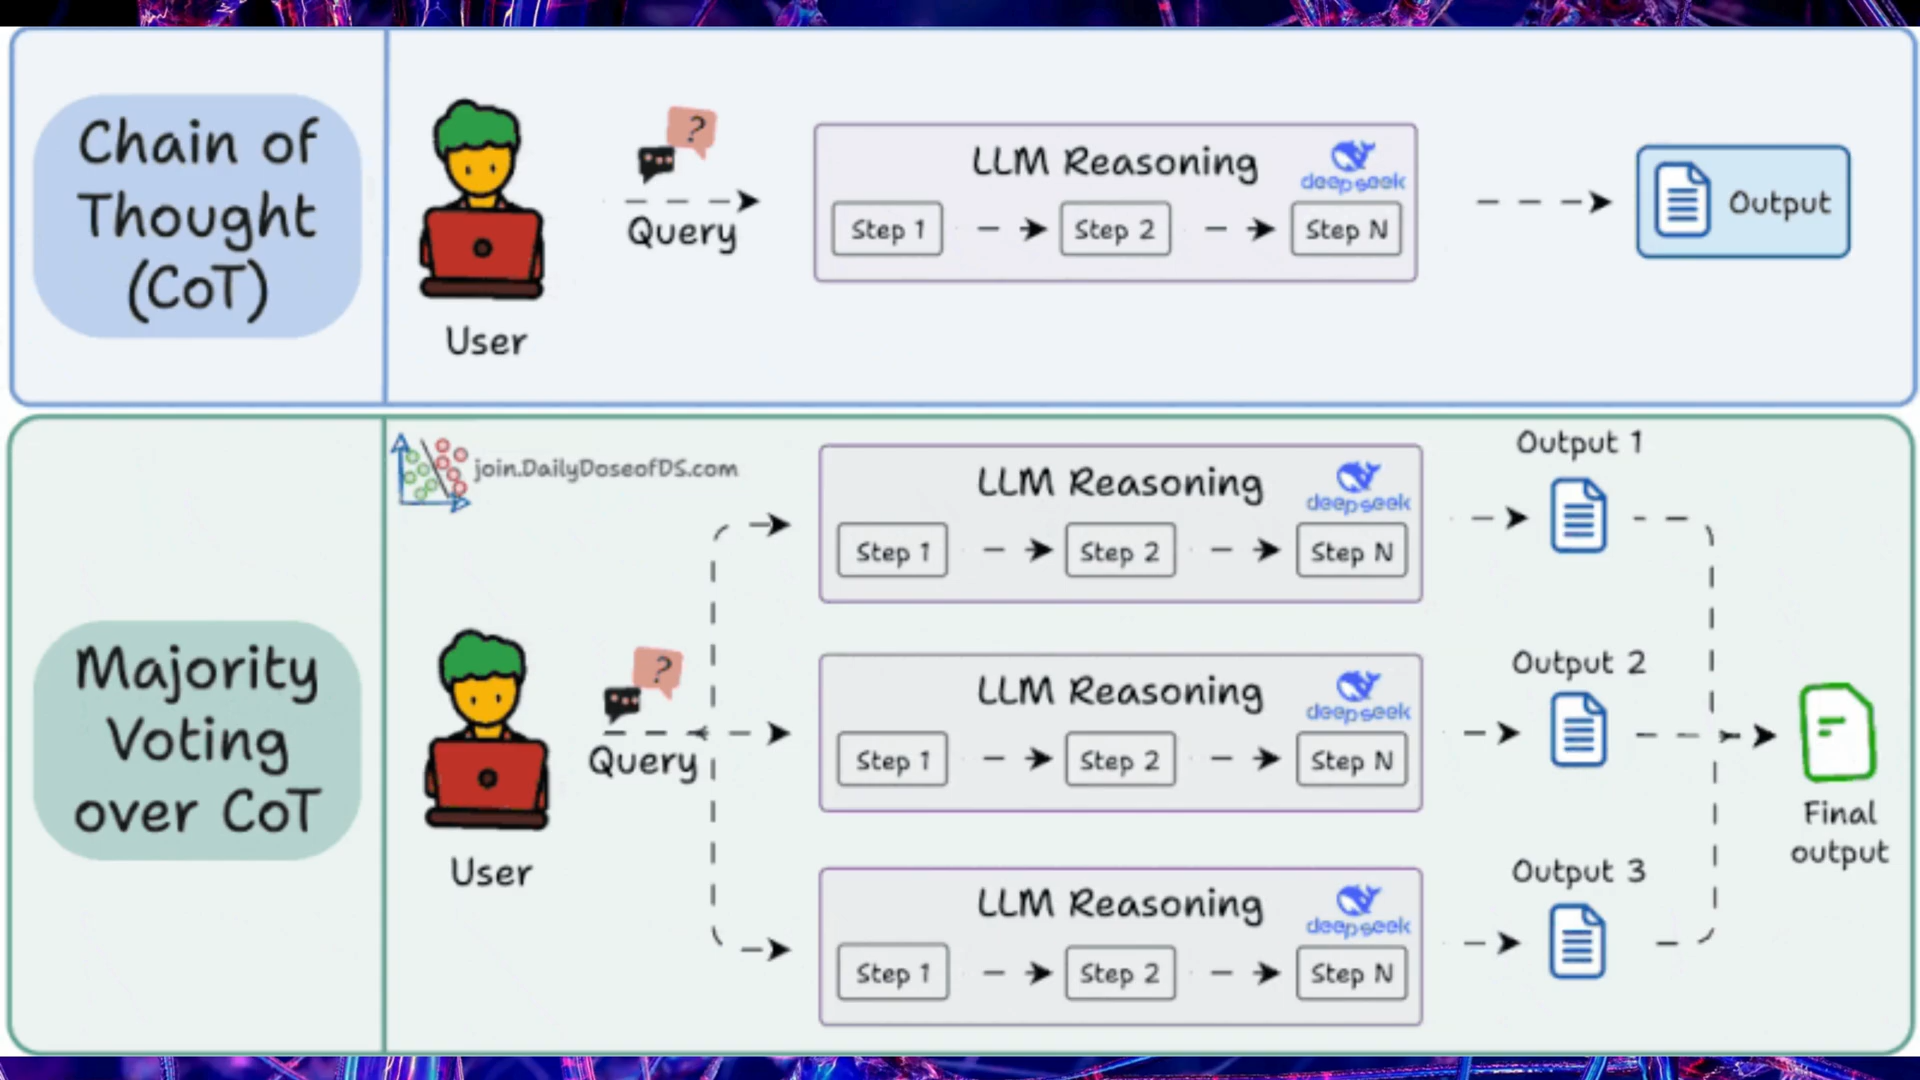 Chain of
Thought
(CoT)
User
?
Query
LLM Reasoning
deepseek
Step 1
Step 2
Step N
Output
Majority
Voting
over CoT
join.DailyDoseofDS.com
User
?
Query
LLM Reasoning
deepseek
Step 1
Step 2
Step N
Output 1
LLM Reasoning
deepseek
Step 1
Step 2
Step N
Output 2
LLM Reasoning
deepseek
Step 1
Step 2
Step N
Output 3
Final
output